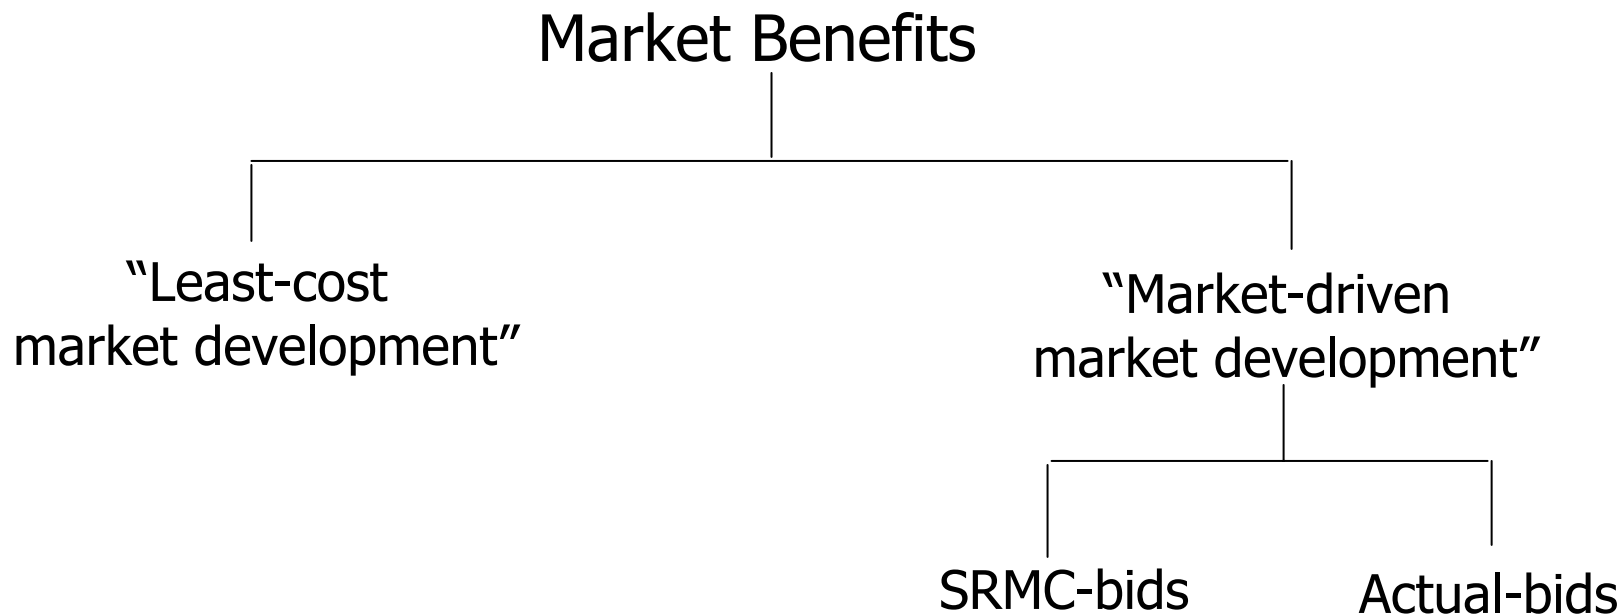 Market Benefits
“Least-cost
market development”
“Market-driven
market development”
SRMC-bids
Actual-bids